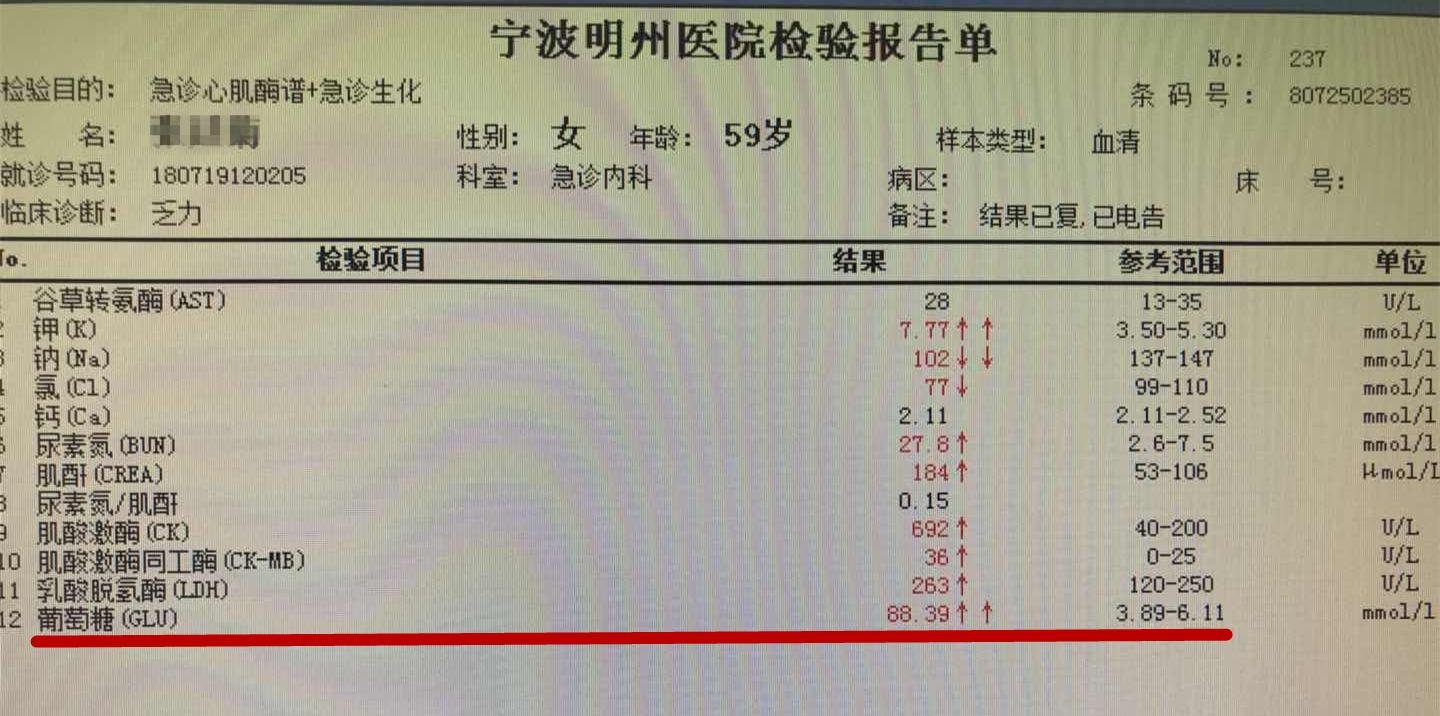 宁波明州医院检验报告单
No: 237
检验目的: 急诊心肌酶谱+急诊生化 条码号: 8072502385
姓 名: 性别: 女 年龄: 59岁 样本类型: 血清
就诊号码: 180719120205 科室: 急诊内科 病区: 床 号:
临床诊断: 乏力 备注: 结果已复,已电告
No. 检验项目 结果 参考范围 单位
谷草转氨酶(AST) 28 13-35 U/L
2 钾(K) 7.77↑ ↑ 3.50-5.30 mmol/l
3 钠(Na) 102↓ ↓ 137-147 mmol/l
4 氯(Cl) 77↓ 99-110 mmol/l
5 钙(Ca) 2.11 2.11-2.52 mmol/l
6 尿素氮(BUN) 27.8↑ 2.6-7.5 mmol/l
7 肌酐(CREA) 184↑ 53-106 μmol/L
8 尿素氮/肌酐 0.15
9 肌酸激酶(CK) 692↑ 40-200 U/L
10 肌酸激酶同工酶(CK-MB) 36↑ 0-25 U/L
11 乳酸脱氢酶(LDH) 263↑ 120-250 U/L
12 葡萄糖(GLU) 88.39↑ ↑ 3.89-6.11 mmol/l